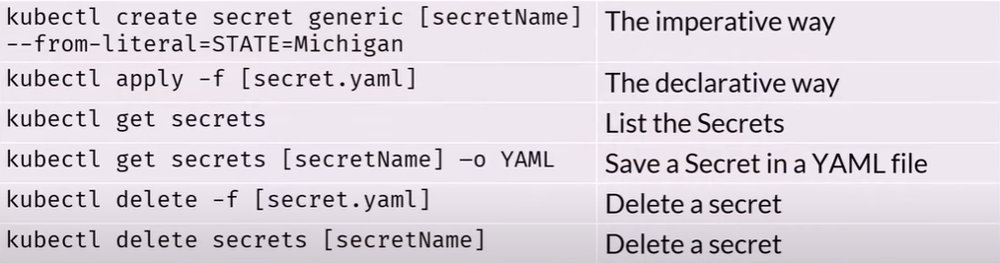 kubectl create secret generic [secretName] The imperative way
--from-literal=STATE=Michigan
kubectl apply -f [secret.yaml] The declarative way
kubectl get secrets List the Secrets
kubectl get secrets [secretName] –o YAML Save a Secret in a YAML file
kubectl delete -f [secret.yaml] Delete a secret
kubectl delete secrets [secretName] Delete a secret